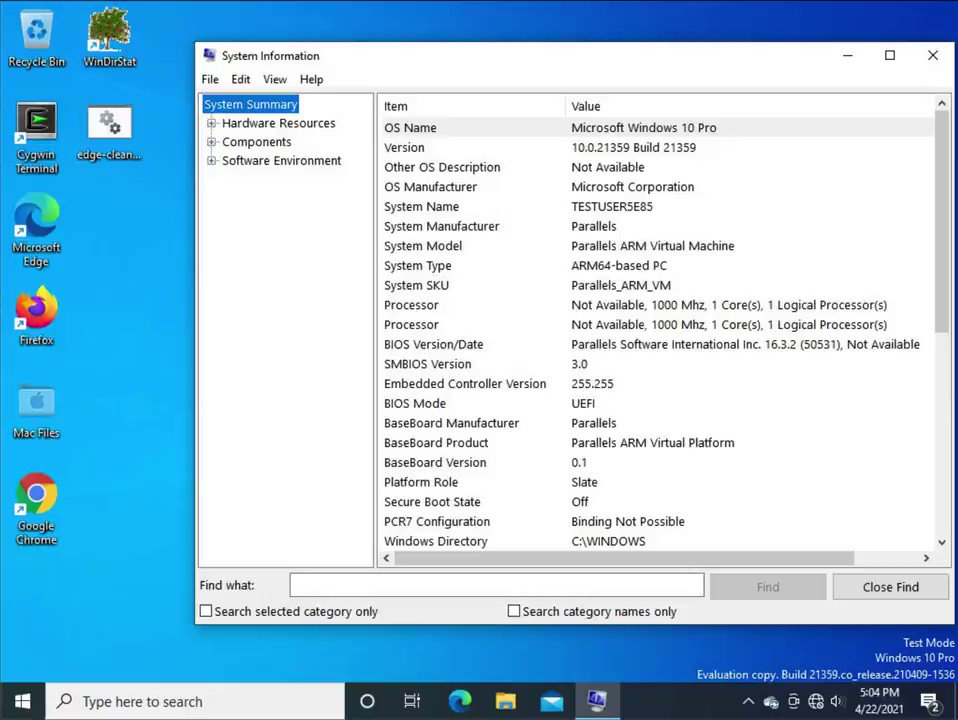 Recycle Bin
WinDirStat
Cygwin
Terminal
edge-clean...
Microsoft
Edge
Firefox
Mac Files
Google
Chrome
System Information
File Edit View Help
System Summary
Hardware Resources
Components
Software Environment
Item Value
OS Name Microsoft Windows 10 Pro
Version 10.0.21359 Build 21359
Other OS Description Not Available
OS Manufacturer Microsoft Corporation
System Name TESTUSER5E85
System Manufacturer Parallels
System Model Parallels ARM Virtual Machine
System Type ARM64-based PC
System SKU Parallels_ARM_VM
Processor Not Available, 1000 Mhz, 1 Core(s), 1 Logical Processor(s)
Processor Not Available, 1000 Mhz, 1 Core(s), 1 Logical Processor(s)
BIOS Version/Date Parallels Software International Inc. 16.3.2 (50531), Not Available
SMBIOS Version 3.0
Embedded Controller Version 255.255
BIOS Mode UEFI
BaseBoard Manufacturer Parallels
BaseBoard Product Parallels ARM Virtual Platform
BaseBoard Version 0.1
Platform Role Slate
Secure Boot State Off
PCR7 Configuration Binding Not Possible
Windows Directory C:\WINDOWS
Find what: Find Close Find
Search selected category only Search category names only
Test Mode
Windows 10 Pro
Evaluation copy. Build 21359.co_release.210409-1536
Type here to search
5:04 PM
4/22/2021
2